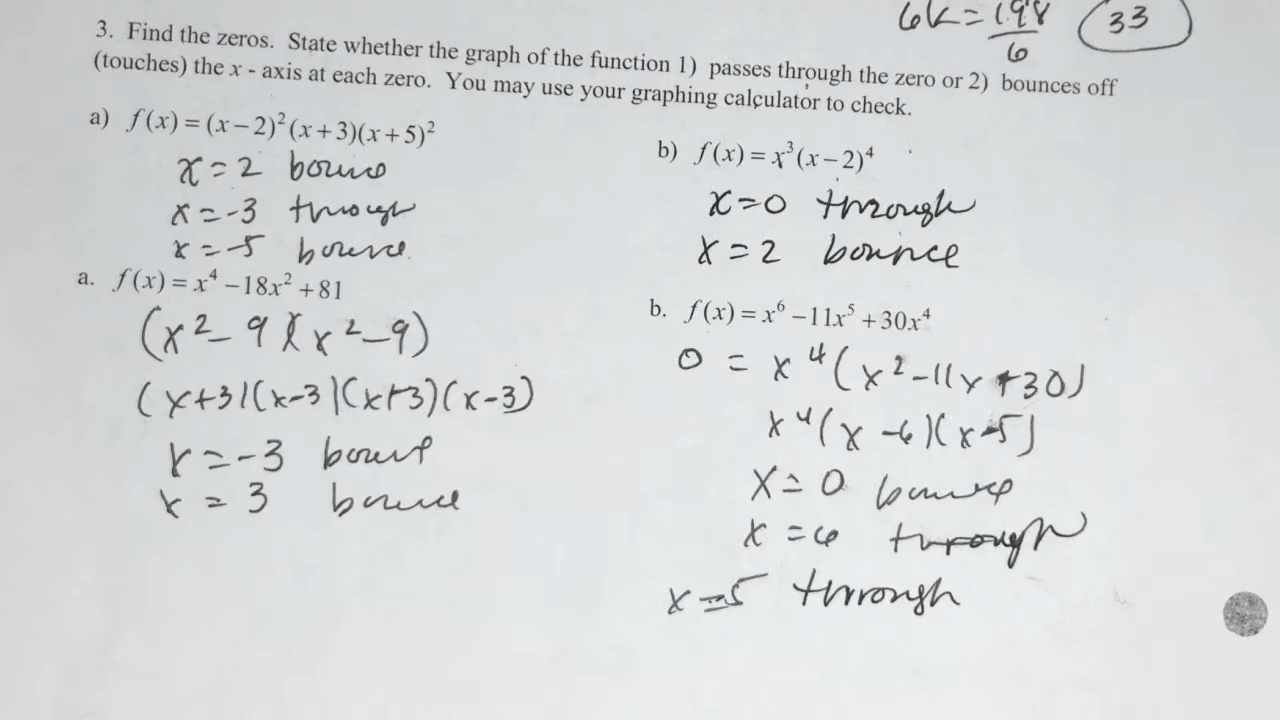 6k = 198 33
6
3. Find the zeros. State whether the graph of the function 1) passes through the zero or 2) bounces off
(touches) the x - axis at each zero. You may use your graphing calculator to check.
a) f(x) = (x − 2)²(x + 3)(x + 5)²
x = 2 bounce
x = -3 through
x = -5 bounce.
b) f(x) = x³(x − 2)⁴
x = 0 through
x = 2 bounce
a. f(x) = x⁴ − 18x² + 81
(x² - 9)(x² - 9)
(x+3)(x-3)(x+3)(x-3)
x = -3 bounce
x = 3 bounce
b. f(x) = x⁶ − 11x⁵ + 30x⁴
0 = x⁴(x² - 11x + 30)
x⁴(x - 6)(x - 5)
x = 0 bounce
x = 6 through
x = 5 through